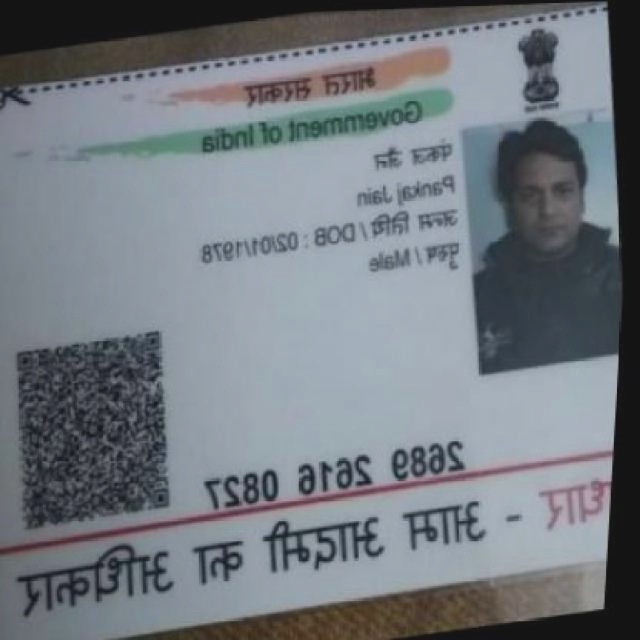 भारत सरकार
Government of India
पंकज जैन
Pankaj Jain
जन्म तिथि / DOB : 02/01/1978
पुरुष / Male
2689 2616 0827
- आम आदमी का अधिकार